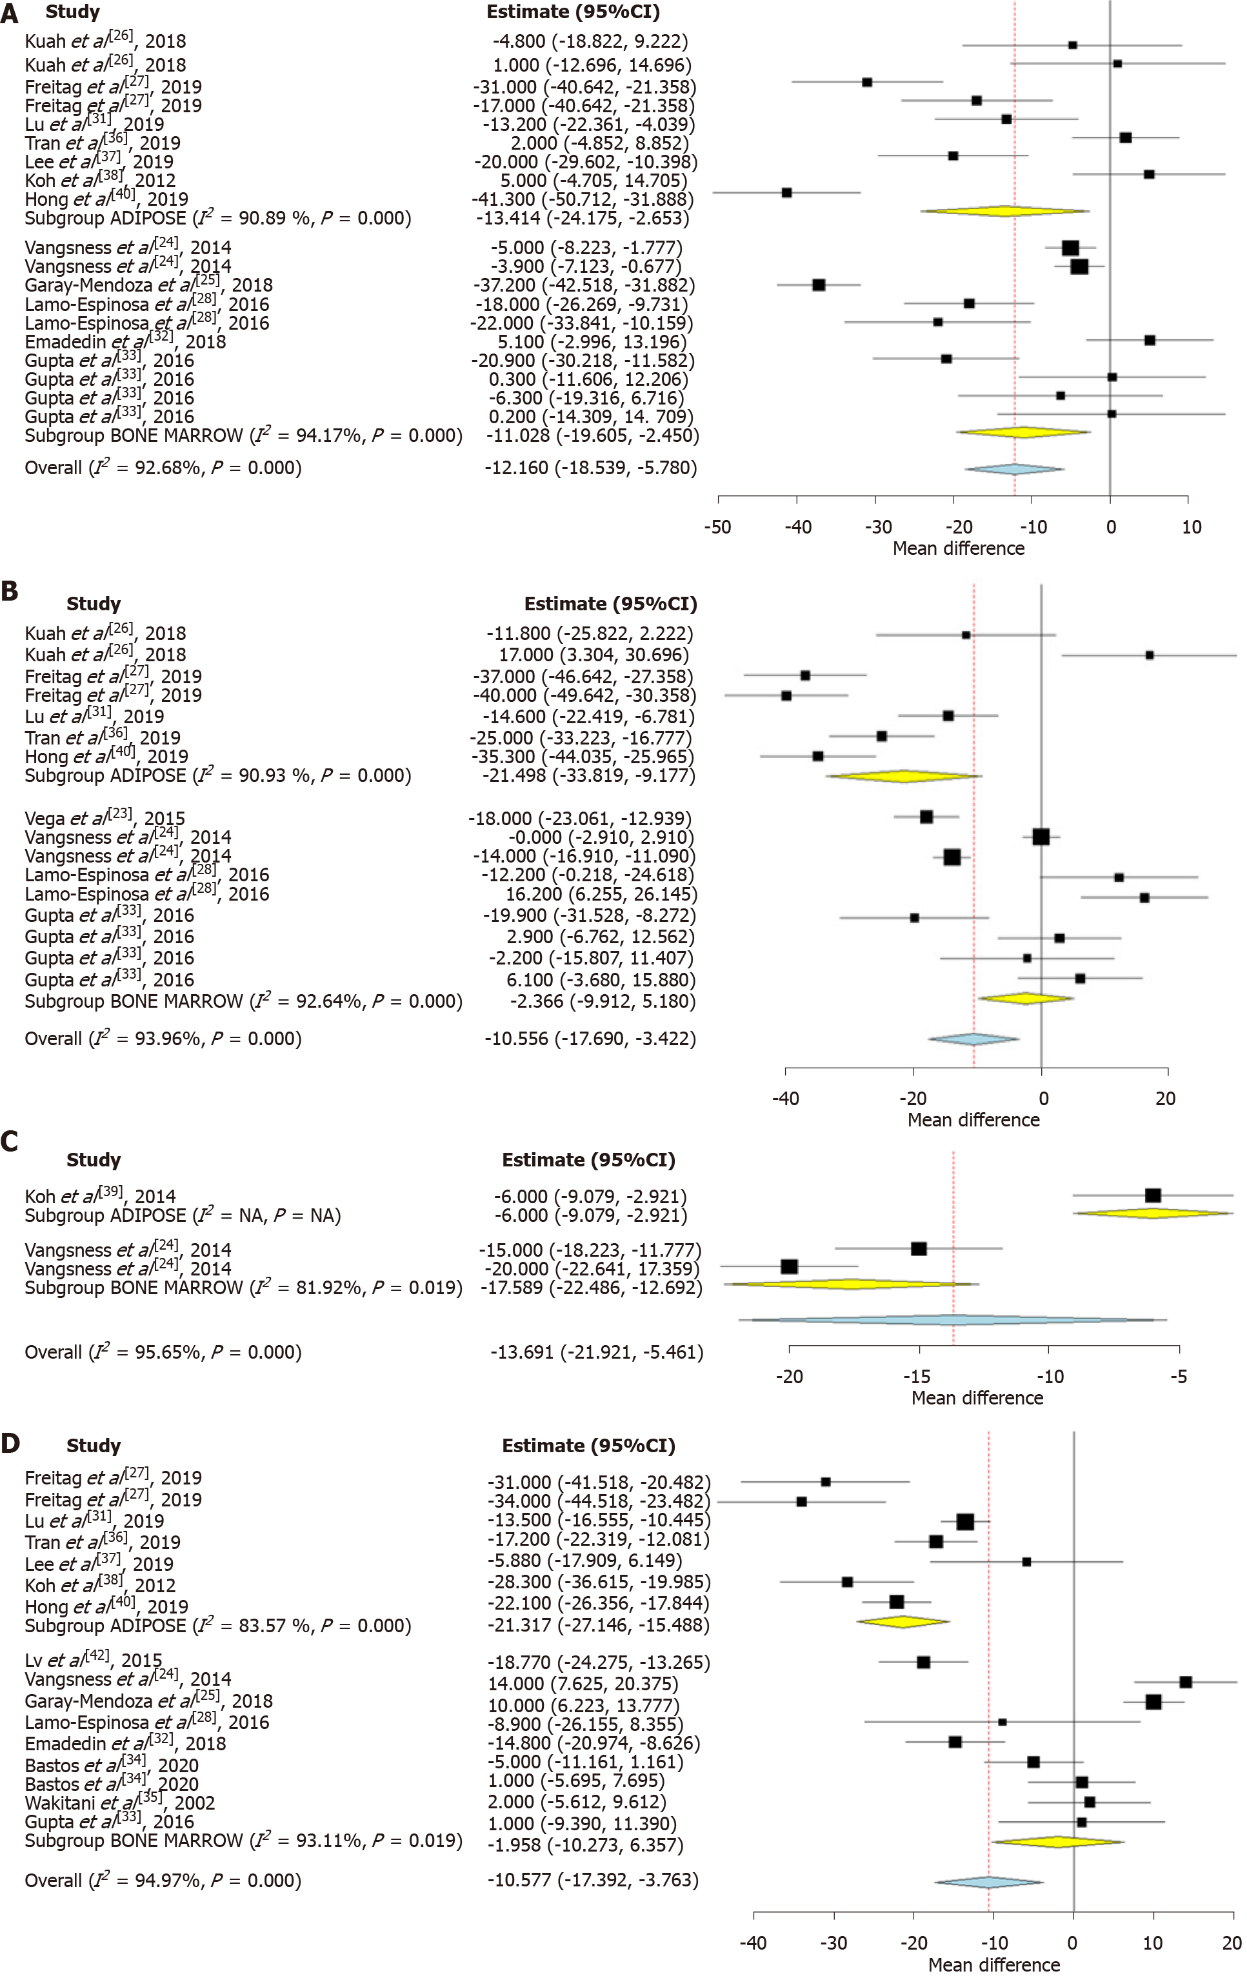 A Study Estimate (95%CI)
Kuah et al[26], 2018 -4.800 (-18.822, 9.222)
Kuah et al[26], 2018 1.000 (-12.696, 14.696)
Freitag et al[27], 2019 -31.000 (-40.642, -21.358)
Freitag et al[27], 2019 -17.000 (-40.642, -21.358)
Lu et al[31], 2019 -13.200 (-22.361, -4.039)
Tran et al[36], 2019 2.000 (-4.852, 8.852)
Lee et al[37], 2019 -20.000 (-29.602, -10.398)
Koh et al[38], 2012 5.000 (-4.705, 14.705)
Hong et al[40], 2019 -41.300 (-50.712, -31.888)
Subgroup ADIPOSE (I2 = 90.89 %, P = 0.000) -13.414 (-24.175, -2.653)
Vangsness et al[24], 2014 -5.000 (-8.223, -1.777)
Vangsness et al[24], 2014 -3.900 (-7.123, -0.677)
Garay-Mendoza et al[25], 2018 -37.200 (-42.518, -31.882)
Lamo-Espinosa et al[28], 2016 -18.000 (-26.269, -9.731)
Lamo-Espinosa et al[28], 2016 -22.000 (-33.841, -10.159)
Emadedin et al[32], 2018 5.100 (-2.996, 13.196)
Gupta et al[33], 2016 -20.900 (-30.218, -11.582)
Gupta et al[33], 2016 0.300 (-11.606, 12.206)
Gupta et al[33], 2016 -6.300 (-19.316, 6.716)
Gupta et al[33], 2016 0.200 (-14.309, 14. 709)
Subgroup BONE MARROW (I2 = 94.17%, P = 0.000) -11.028 (-19.605, -2.450)
Overall (I2 = 92.68%, P = 0.000) -12.160 (-18.539, -5.780)
-50 -40 -30 -20 -10 0 10
Mean difference
B
Study Estimate (95%CI)
Kuah et al[26], 2018 -11.800 (-25.822, 2.222)
Kuah et al[26], 2018 17.000 (3.304, 30.696)
Freitag et al[27], 2019 -37.000 (-46.642, -27.358)
Freitag et al[27], 2019 -40.000 (-49.642, -30.358)
Lu et al[31], 2019 -14.600 (-22.419, -6.781)
Tran et al[36], 2019 -25.000 (-33.223, -16.777)
Hong et al[40], 2019 -35.300 (-44.035, -25.965)
Subgroup ADIPOSE (I2 = 90.93 %, P = 0.000) -21.498 (-33.819, -9.177)
Vega et al[23], 2015 -18.000 (-23.061, -12.939)
Vangsness et al[24], 2014 -0.000 (-2.910, 2.910)
Vangsness et al[24], 2014 -14.000 (-16.910, -11.090)
Lamo-Espinosa et al[28], 2016 -12.200 (-0.218, -24.618)
Lamo-Espinosa et al[28], 2016 16.200 (6.255, 26.145)
Gupta et al[33], 2016 -19.900 (-31.528, -8.272)
Gupta et al[33], 2016 2.900 (-6.762, 12.562)
Gupta et al[33], 2016 -2.200 (-15.807, 11.407)
Gupta et al[33], 2016 6.100 (-3.680, 15.880)
Subgroup BONE MARROW (I2 = 92.64%, P = 0.000) -2.366 (-9.912, 5.180)
Overall (I2 = 93.96%, P = 0.000) -10.556 (-17.690, -3.422)
-40 -20 0 20
Mean difference
C
Study Estimate (95%CI)
Koh et al[39], 2014 -6.000 (-9.079, -2.921)
Subgroup ADIPOSE (I2 = NA, P = NA) -6.000 (-9.079, -2.921)
Vangsness et al[24], 2014 -15.000 (-18.223, -11.777)
Vangsness et al[24], 2014 -20.000 (-22.641, 17.359)
Subgroup BONE MARROW (I2 = 81.92%, P = 0.019) -17.589 (-22.486, -12.692)
Overall (I2 = 95.65%, P = 0.000) -13.691 (-21.921, -5.461)
-20 -15 -10 -5
Mean difference
D Study Estimate (95%CI)
Freitag et al[27], 2019 -31.000 (-41.518, -20.482)
Freitag et al[27], 2019 -34.000 (-44.518, -23.482)
Lu et al[31], 2019 -13.500 (-16.555, -10.445)
Tran et al[36], 2019 -17.200 (-22.319, -12.081)
Lee et al[37], 2019 -5.880 (-17.909, 6.149)
Koh et al[38], 2012 -28.300 (-36.615, -19.985)
Hong et al[40], 2019 -22.100 (-26.356, -17.844)
Subgroup ADIPOSE (I2 = 83.57 %, P = 0.000) -21.317 (-27.146, -15.488)
Lv et al[42], 2015 -18.770 (-24.275, -13.265)
Vangsness et al[24], 2014 14.000 (7.625, 20.375)
Garay-Mendoza et al[25], 2018 10.000 (6.223, 13.777)
Lamo-Espinosa et al[28], 2016 -8.900 (-26.155, 8.355)
Emadedin et al[32], 2018 -14.800 (-20.974, -8.626)
Bastos et al[34], 2020 -5.000 (-11.161, 1.161)
Bastos et al[34], 2020 1.000 (-5.695, 7.695)
Wakitani et al[35], 2002 2.000 (-5.612, 9.612)
Gupta et al[33], 2016 1.000 (-9.390, 11.390)
Subgroup BONE MARROW (I2 = 93.11%, P = 0.019) -1.958 (-10.273, 6.357)
Overall (I2 = 94.97%, P = 0.000) -10.577 (-17.392, -3.763)
-40 -30 -20 -10 0 10 20
Mean difference